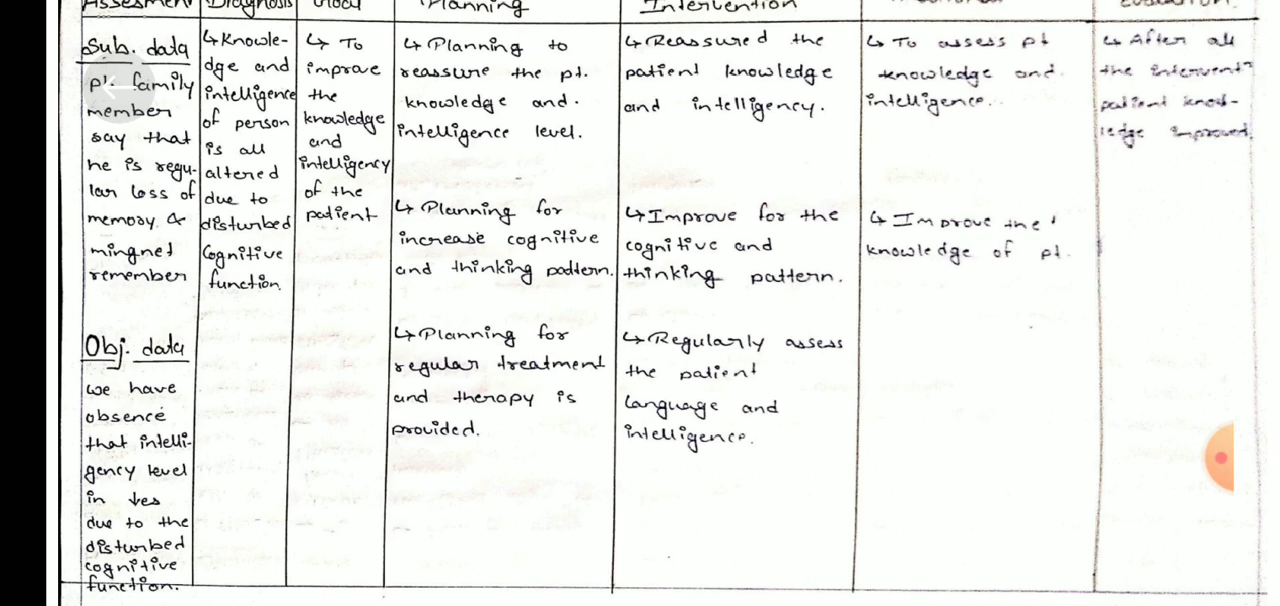 Assesment
Sub. data
pt family
member
say that
he is regu-
lar loss of
memory. &
remember
Obj. data
we have
absence
that intelli-
gency level
in ↓es
due to the
disturbed
cognitive
function.
Diagnosis
↳ Knowle-
dge and
intelligence
of person
is all
altered
due to
disturbed
Cognitive
function.
Goal
↳ To
improve
the
knowledge
and
intelligency
of the
patient
Planning
↳ Planning to
reassure the pt.
knowledge and.
intelligence level.
↳ Planning for
increase cognitive
and thinking pattern.
↳ Planning for
regular treatment
and therapy is
provided.
Intervention
↳ Reassured the
patient knowledge
and intelligency.
↳ Improve for the
cognitive and
thinking pattern.
↳ Regularly assess
the patient
language and
intelligence.
↳ To assess pt
knowledge and.
intelligence..
↳ Improve the
knowledge of pt.
Evaluation.
↳ After all
the interventn
patient know-
ledge improved.